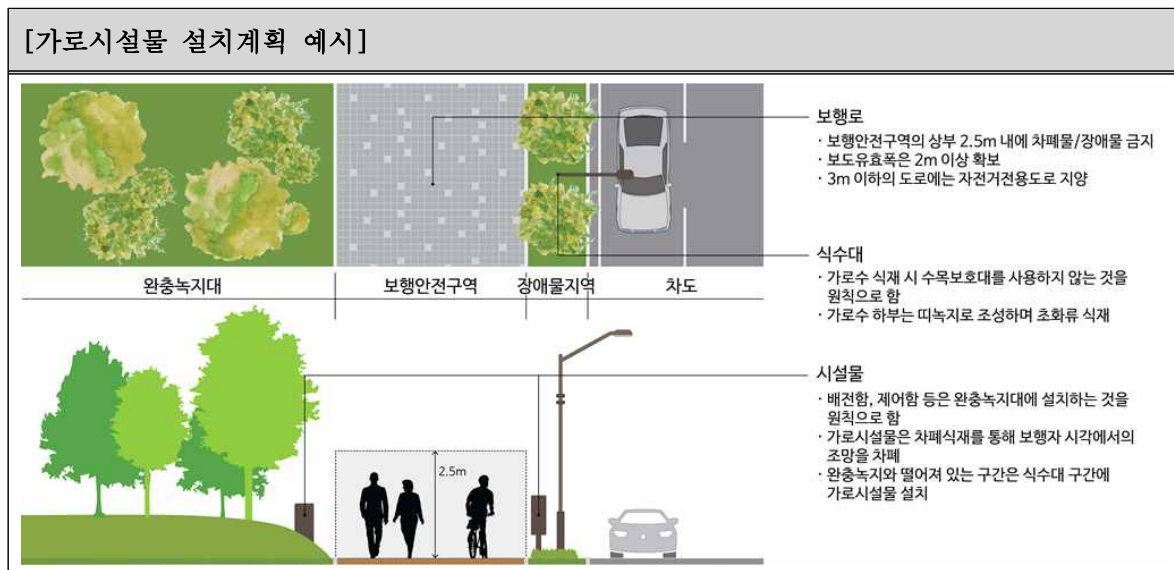 [가로시설물 설치계획 예시]
보행로
· 보행안전구역의 상부 2.5m 내에 차폐물/장애물 금지
· 보도유효폭은 2m 이상 확보
· 3m 이하의 도로에는 자전거전용도로 지양
식수대
· 가로수 식재 시 수목보호대를 사용하지 않는 것을
원칙으로 함
· 가로수 하부는 띠녹지로 조성하며 초화류 식재
완충녹지대
보행안전구역
장애물지역
차도
시설물
· 배전함, 제어함 등은 완충녹지대에 설치하는 것을
원칙으로 함
· 가로시설물은 차폐식재를 통해 보행자 시각에서의
조망을 차폐
· 완충녹지와 떨어져 있는 구간은 식수대 구간에
가로시설물 설치
2.5m